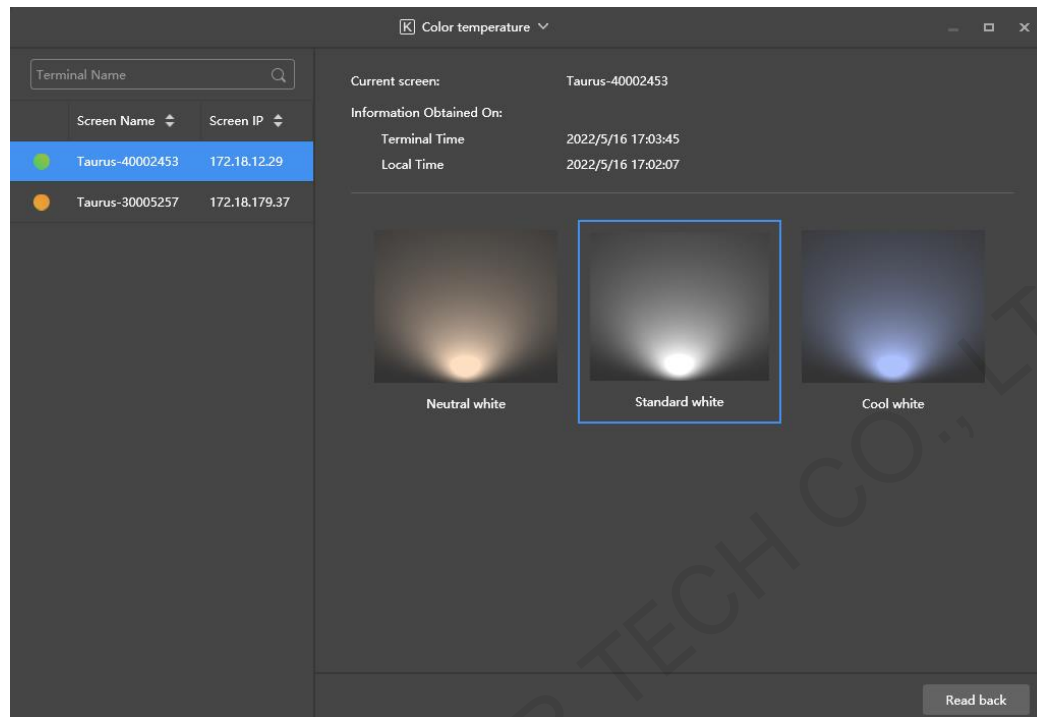 K Color temperature
Terminal Name
Screen Name Screen IP
Taurus-40002453 172.18.12.29
Taurus-30005257 172.18.179.37
Current screen: Taurus-40002453
Information Obtained On:
Terminal Time 2022/5/16 17:03:45
Local Time 2022/5/16 17:02:07
Neutral white Standard white Cool white
Read back
TECH CO.,